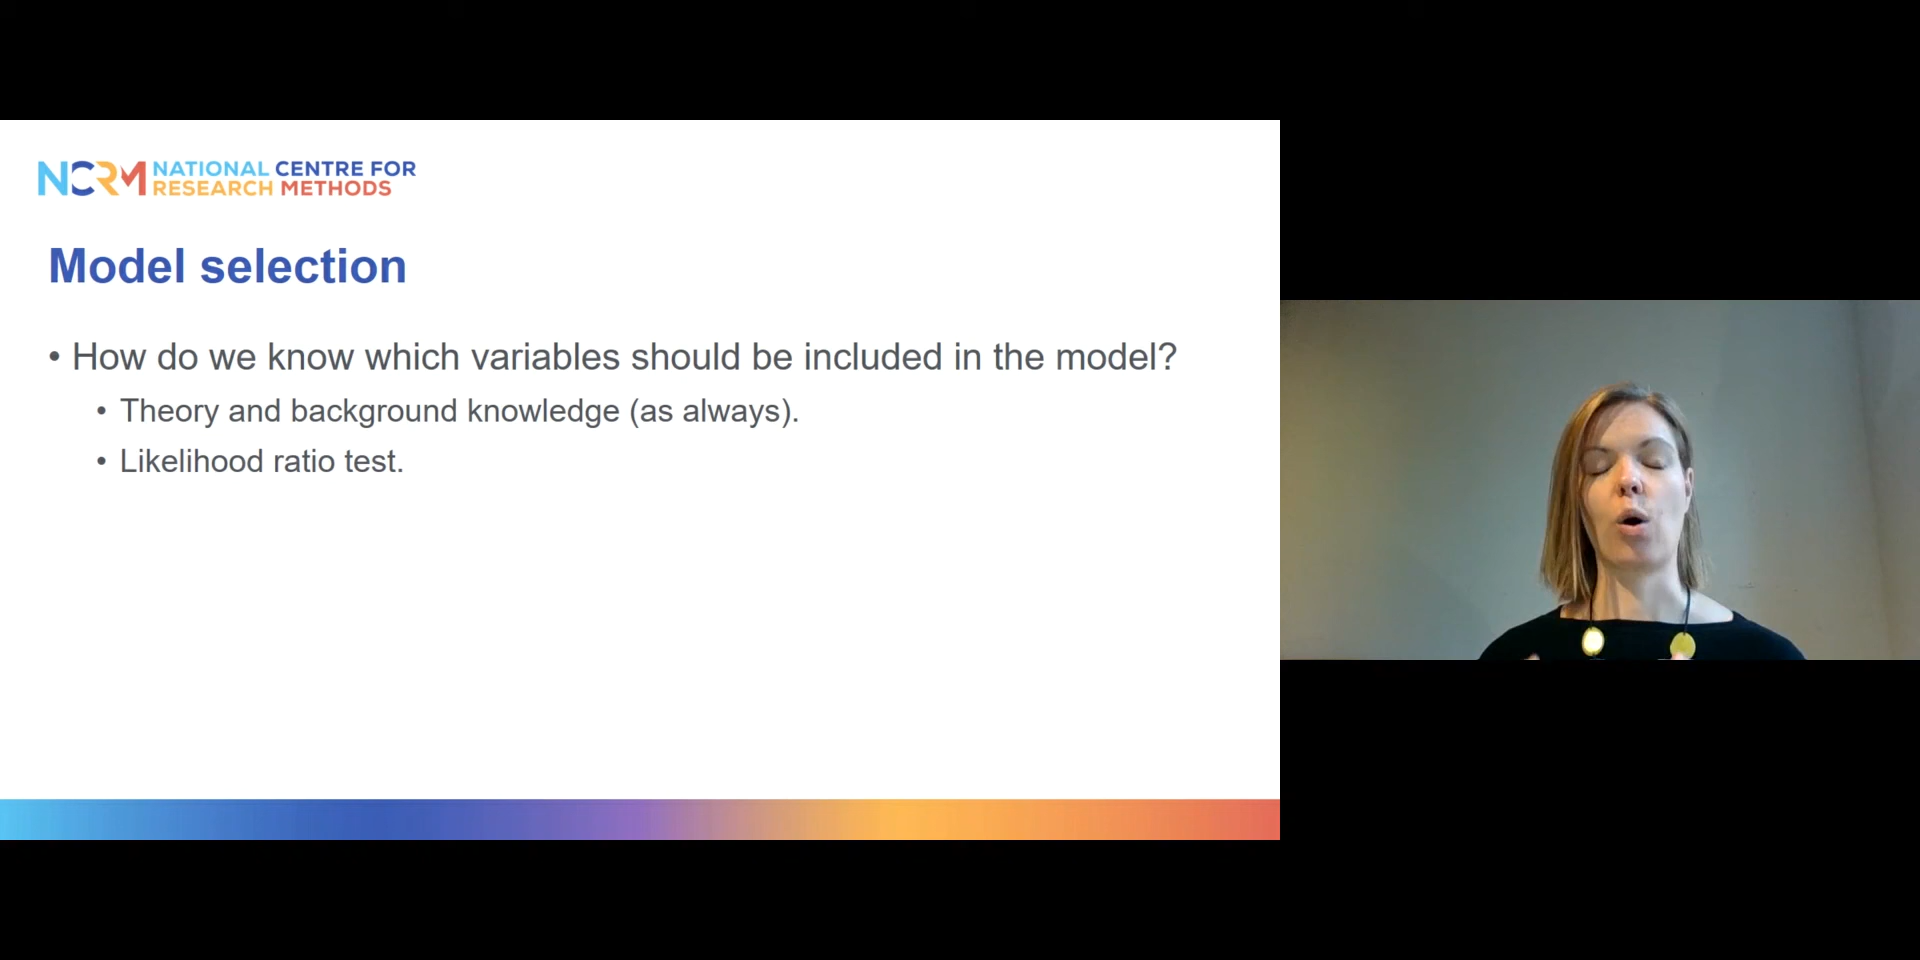 NCRM NATIONAL CENTRE FOR
RESEARCH METHODS
Model selection
• How do we know which variables should be included in the model?
• Theory and background knowledge (as always).
• Likelihood ratio test.